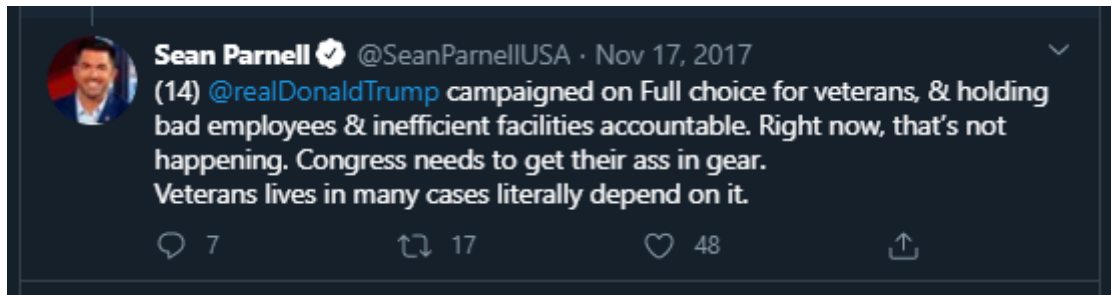 Sean Parnell @SeanParnellUSA · Nov 17, 2017
(14) @realDonaldTrump campaigned on Full choice for veterans, & holding
bad employees & inefficient facilities accountable. Right now, that's not
happening. Congress needs to get their ass in gear.
Veterans lives in many cases literally depend on it.
7 17 48